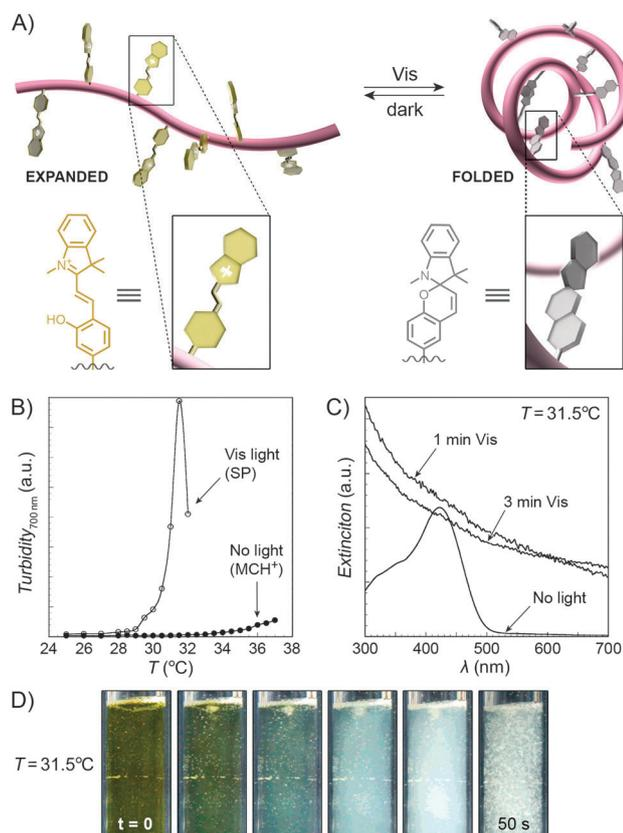 A)
EXPANDED
Vis
dark
FOLDED
N+
HO
N
O
B)
Turbidity700 nm (a.u.)
Vis light
(SP)
No light
(MCH+)
24 26 28 30 32 34 36 38
T (ºC)
C)
T = 31.5ºC
Extinciton (a.u.)
1 min Vis
3 min Vis
No light
300 400 500 600 700
λ (nm)
D)
T = 31.5ºC
t = 0
50 s